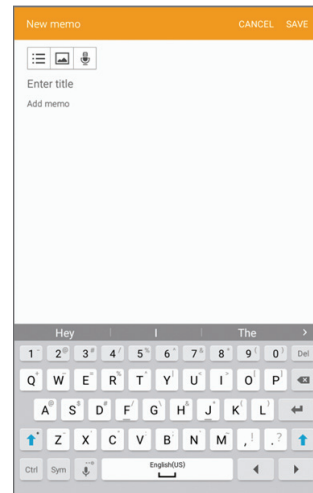 New memo CANCEL SAVE
Enter title
Add memo
Hey I The
1 2 3 4 5 6 7 8 9 0 Del
Q W E R T Y U I O P
A S D F G H J K L
Z X C V B N M , ! . ?
Ctrl Sym English(US)